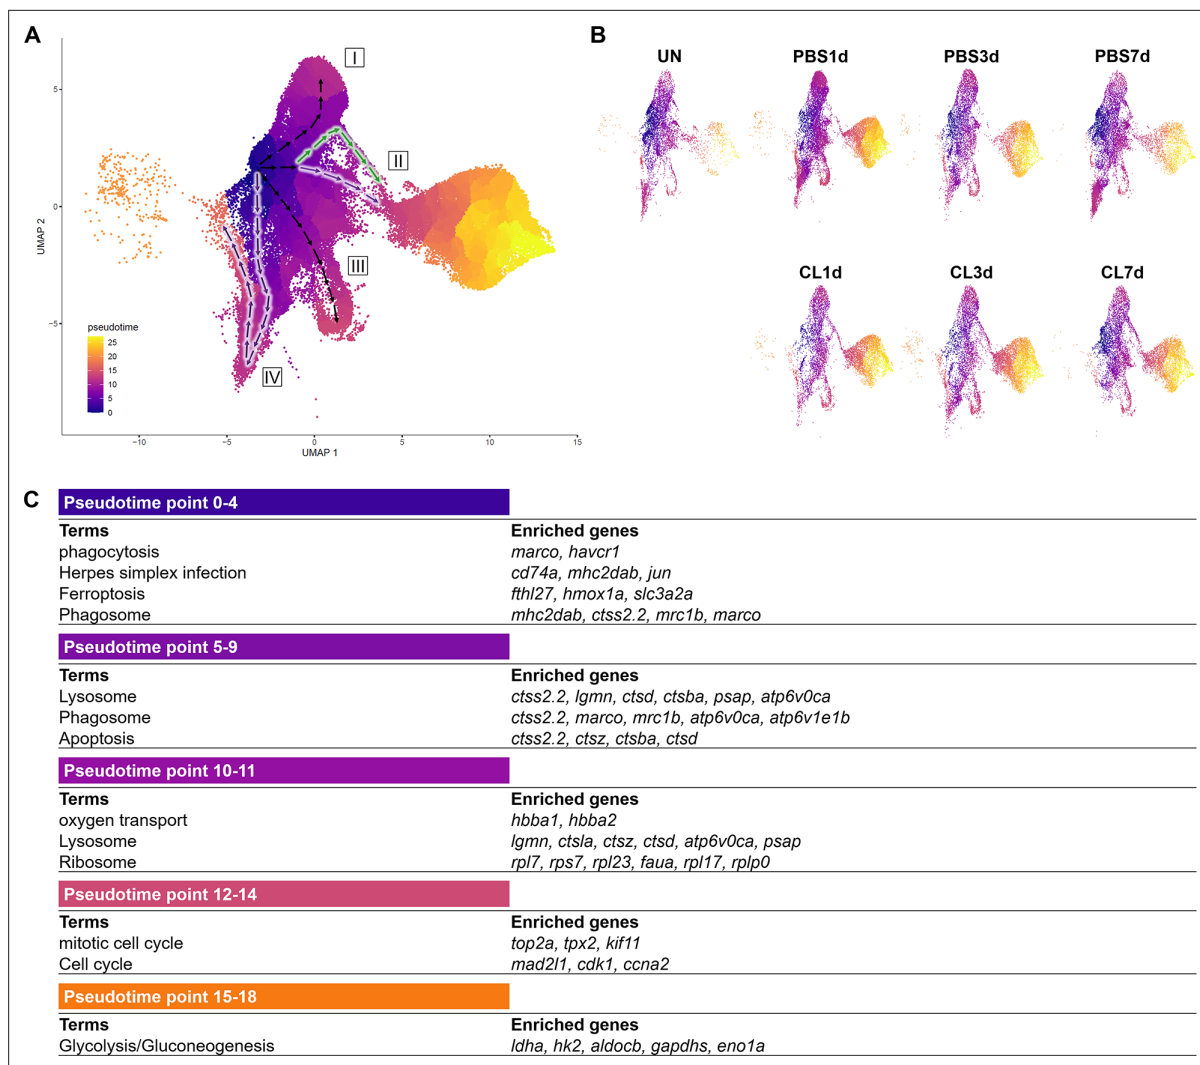 A
I
II
III
IV
5
0
−5
UMAP 2
−10
−5
0
5
10
15
UMAP 1
pseudotime
25
20
15
10
5
0
B
UN
PBS1d
PBS3d
PBS7d
CL1d
CL3d
CL7d
C
Pseudotime point 0-4
Terms Enriched genes
phagocytosis marco, havcr1
Herpes simplex infection cd74a, mhc2dab, jun
Ferroptosis fthl27, hmox1a, slc3a2a
Phagosome mhc2dab, ctss2.2, mrc1b, marco
Pseudotime point 5-9
Terms Enriched genes
Lysosome ctss2.2, lgmn, ctsd, ctsba, psap, atp6v0ca
Phagosome ctss2.2, marco, mrc1b, atp6v0ca, atp6v1e1b
Apoptosis ctss2.2, ctsz, ctsba, ctsd
Pseudotime point 10-11
Terms Enriched genes
oxygen transport hbba1, hbba2
Lysosome lgmn, ctsla, ctsz, ctsd, atp6v0ca, psap
Ribosome rpl7, rps7, rpl23, faua, rpl17, rplp0
Pseudotime point 12-14
Terms Enriched genes
mitotic cell cycle top2a, tpx2, kif11
Cell cycle mad2l1, cdk1, ccna2
Pseudotime point 15-18
Terms Enriched genes
Glycolysis/Gluconeogenesis ldha, hk2, aldocb, gapdhs, eno1a